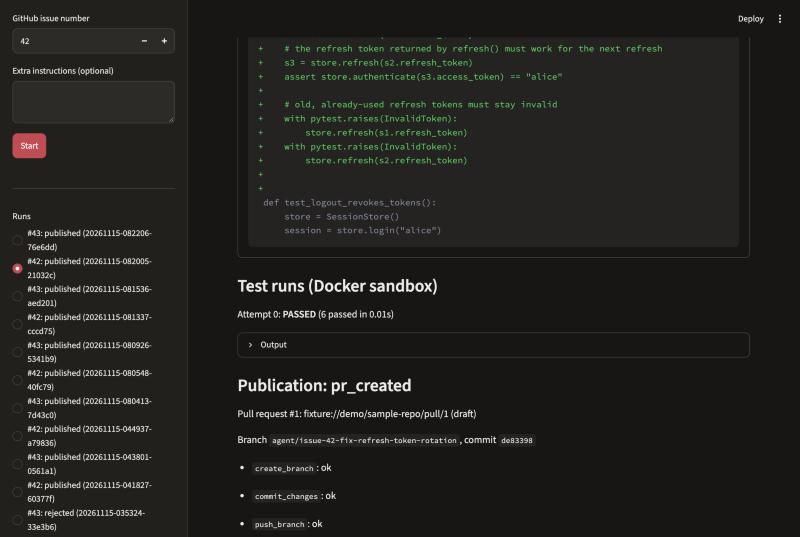 GitHub issue number
42
Extra instructions (optional)
Start
Runs
#43: published (20261115-082206-
76e6dd)
#42: published (20261115-082005-
21032c)
#43: published (20261115-081536-
aed201)
#42: published (20261115-081337-
cccd75)
#43: published (20261115-080926-
5341b9)
#42: published (20261115-080548-
40fc79)
#43: published (20261115-080413-
7d43c0)
#42: published (20261115-044937-
a79836)
#43: published (20261115-043801-
0561a1)
#42: published (20261115-041827-
60377f)
#43: rejected (20261115-035324-
33e3b6)
Deploy
+    # the refresh token returned by refresh() must work for the next refresh
+    s3 = store.refresh(s2.refresh_token)
+    assert store.authenticate(s3.access_token) == "alice"
+
+    # old, already-used refresh tokens must stay invalid
+    with pytest.raises(InvalidToken):
+        store.refresh(s1.refresh_token)
+    with pytest.raises(InvalidToken):
+        store.refresh(s2.refresh_token)
+
+
def test_logout_revokes_tokens():
    store = SessionStore()
    session = store.login("alice")
Test runs (Docker sandbox)
Attempt 0: PASSED (6 passed in 0.01s)
Output
Publication: pr_created
Pull request #1: fixture://demo/sample-repo/pull/1 (draft)
Branch agent/issue-42-fix-refresh-token-rotation , commit de83398
• create_branch : ok
• commit_changes : ok
• push_branch : ok